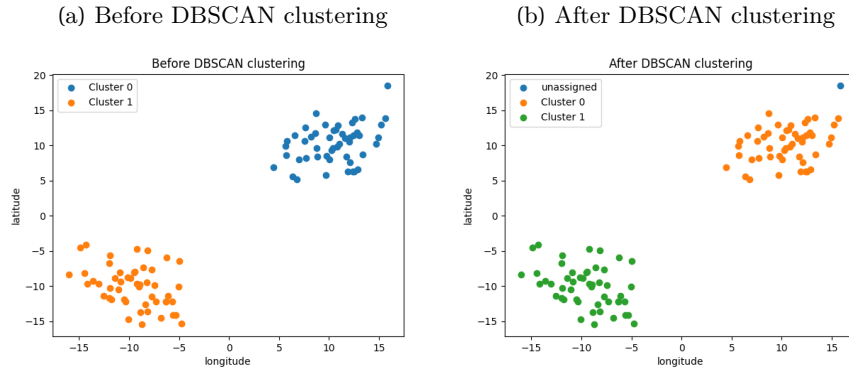 (a) Before DBSCAN clustering
Before DBSCAN clustering
Cluster 0
Cluster 1
20
15
10
5
0
−5
−10
−15
latitude
−15
−10
−5
0
5
10
15
longitude
(b) After DBSCAN clustering
After DBSCAN clustering
unassigned
Cluster 0
Cluster 1
20
15
10
5
0
−5
−10
−15
latitude
−15
−10
−5
0
5
10
15
longitude